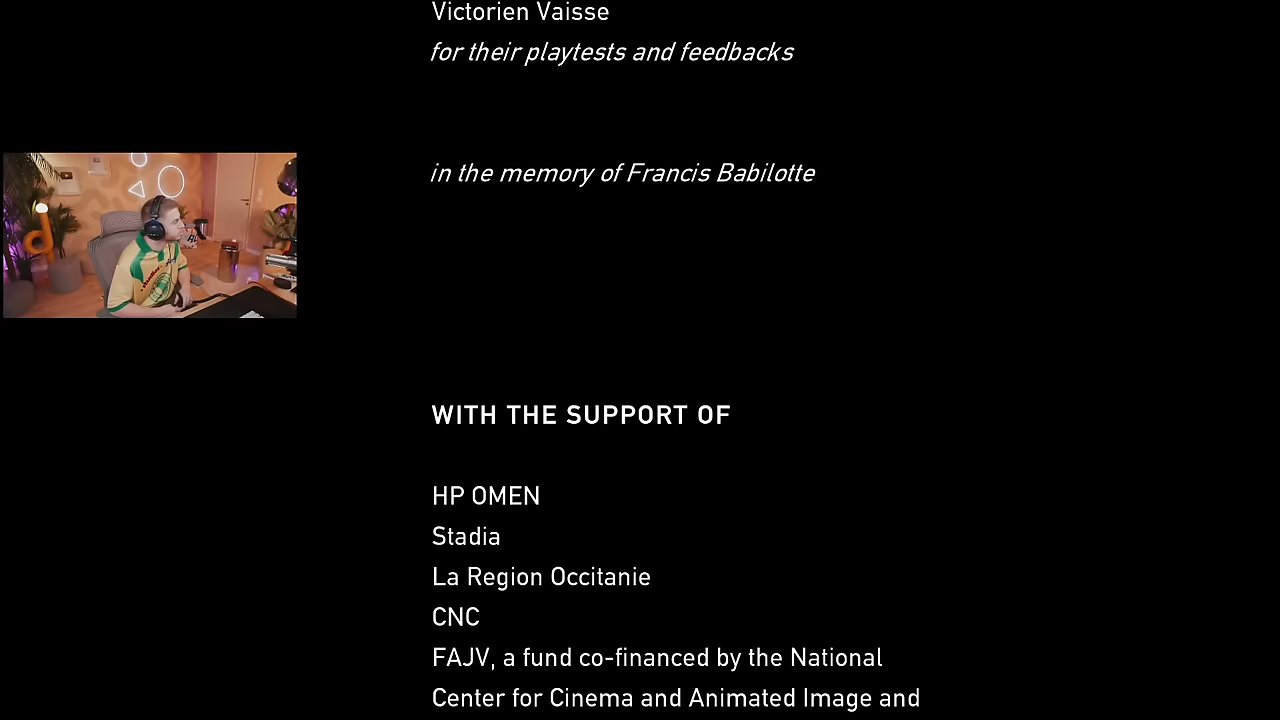 Victorien Vaisse
for their playtests and feedbacks
in the memory of Francis Babilotte
WITH THE SUPPORT OF
HP OMEN
Stadia
La Region Occitanie
CNC
FAJV, a fund co-financed by the National
Center for Cinema and Animated Image and